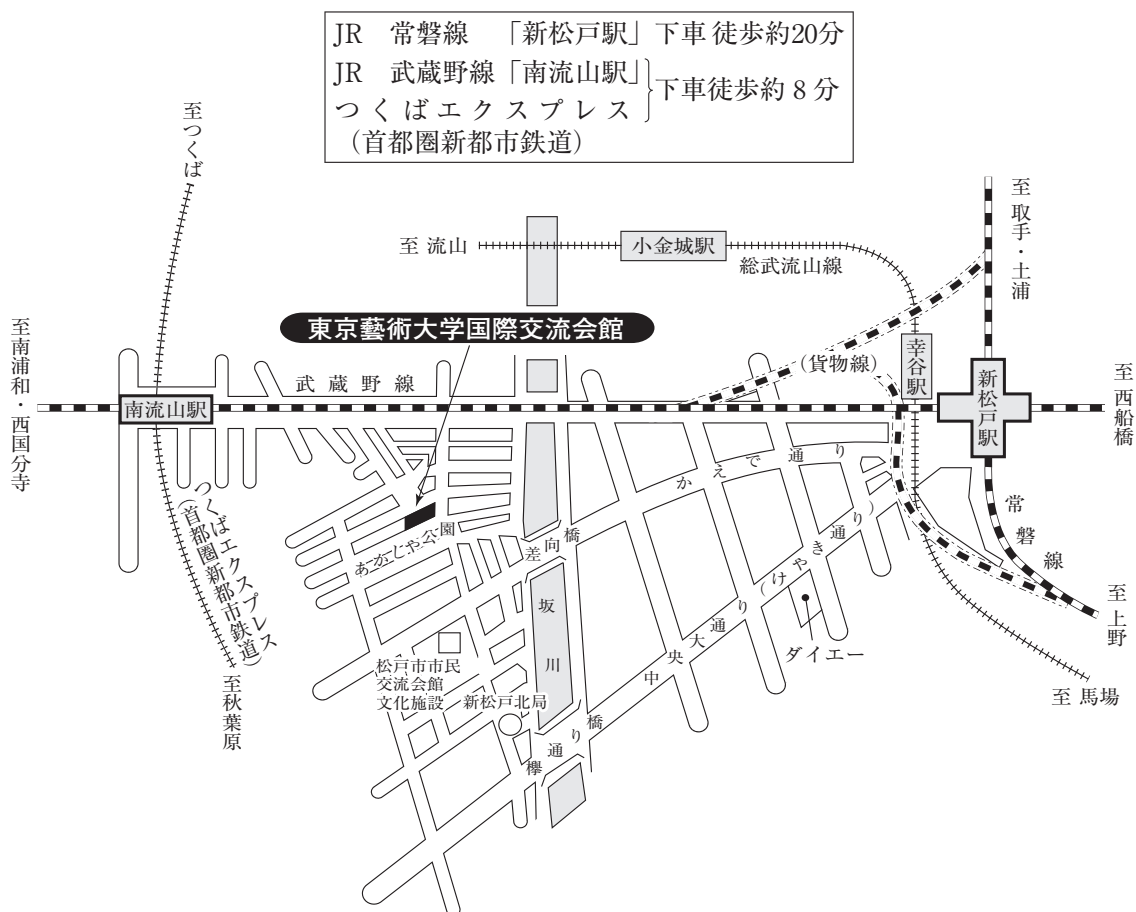 JR 常磐線 「新松戸駅」下車 徒歩約20分
JR 武蔵野線「南流山駅」
つくばエクスプレス
(首都圏新都市鉄道)
下車徒歩約 8 分
至つくば
至 取手・土浦
至 流山
小金城駅
総武流山線
東京藝術大学国際交流会館
至南浦和・西国分寺
武蔵野線
(貨物線)
幸谷駅
新松戸駅
至西船橋
南流山駅
つくばエクスプレス
(首都圏新都市鉄道)
至秋葉原
あかしや公園
かえで通り
差向橋
坂川
中央大通り(けやき通り)
常磐線
至上野
ダイエー
至 馬場
松戸市市民
交流会館
文化施設
新松戸北局
欅通り橋